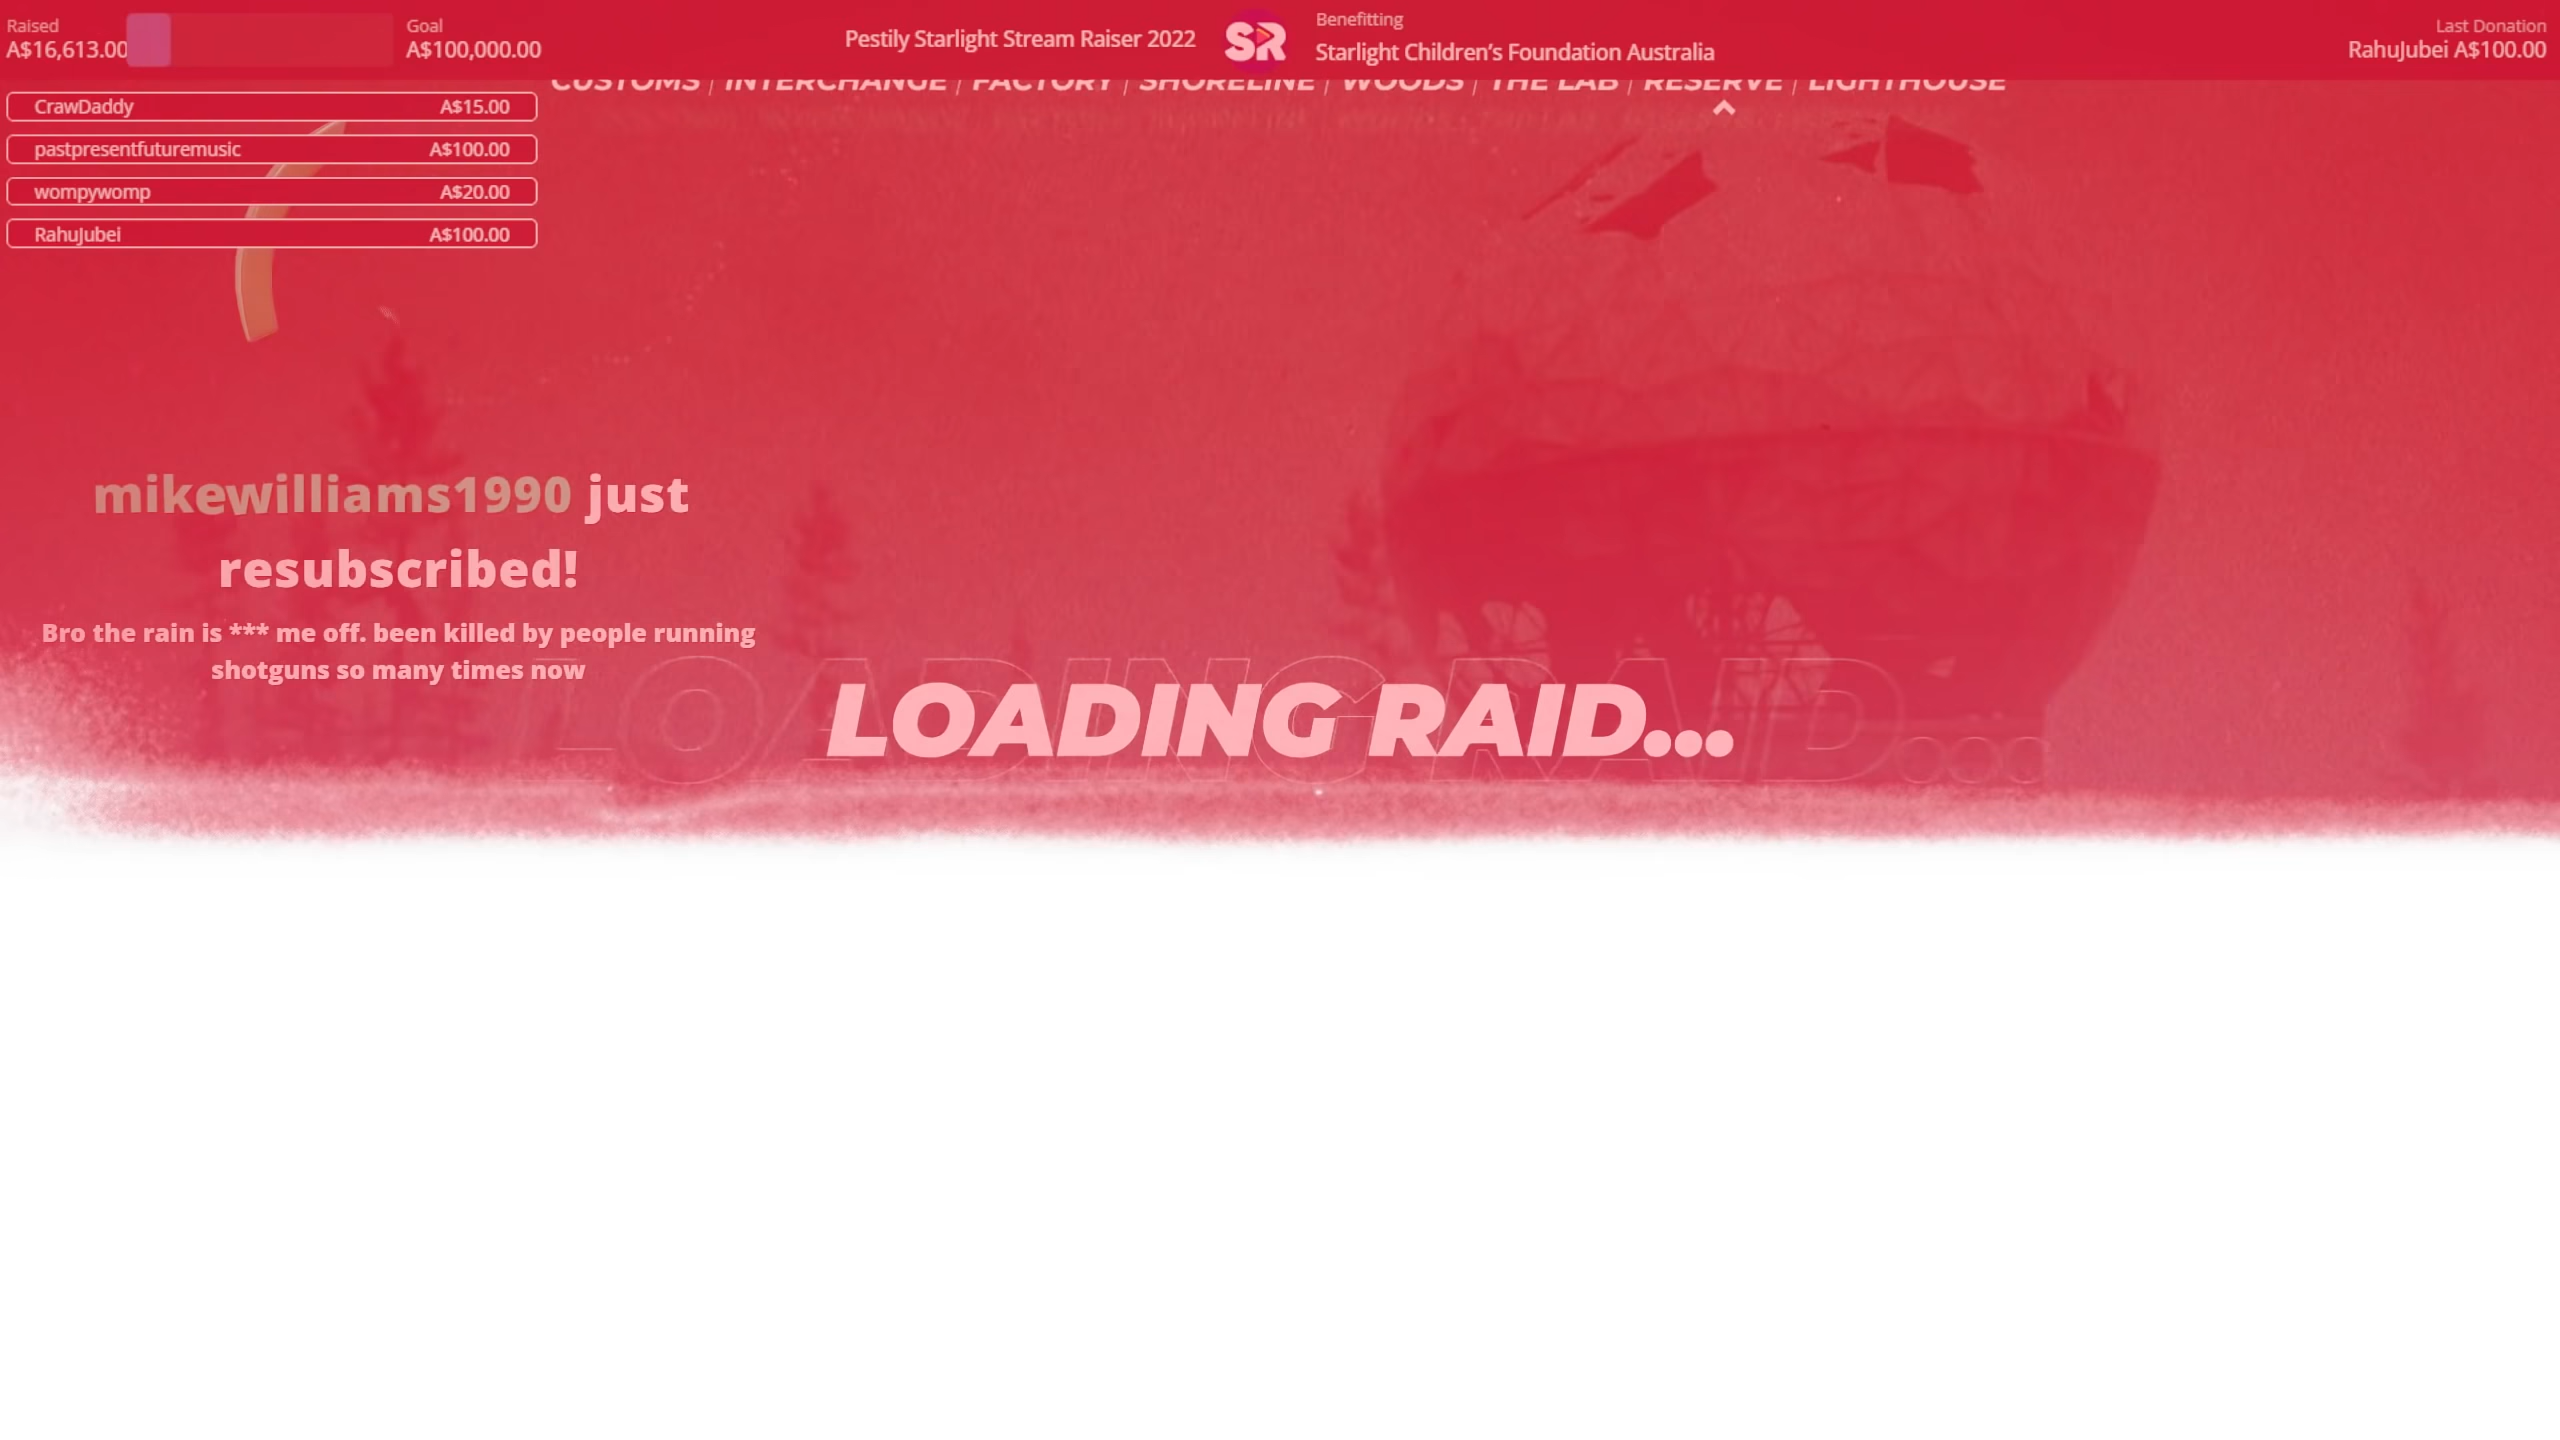 Raised
A$16,613.00
Goal
A$100,000.00
Pestily Starlight Stream Raiser 2022
SR
Benefitting
Starlight Children's Foundation Australia
Last Donation
RahuJubei A$100.00
CUSTOMS | INTERCHANGE | FACTORY | SHORELINE | WOODS | THE LAB | RESERVE | LIGHTHOUSE
CrawDaddy A$15.00
pastpresentfuturemusic A$100.00
wompywomp A$20.00
RahuJubei A$100.00
mikewilliams1990 just
resubscribed!
Bro the rain is *** me off. been killed by people running
shotguns so many times now
LOADING RAID...
LOADING RAID...